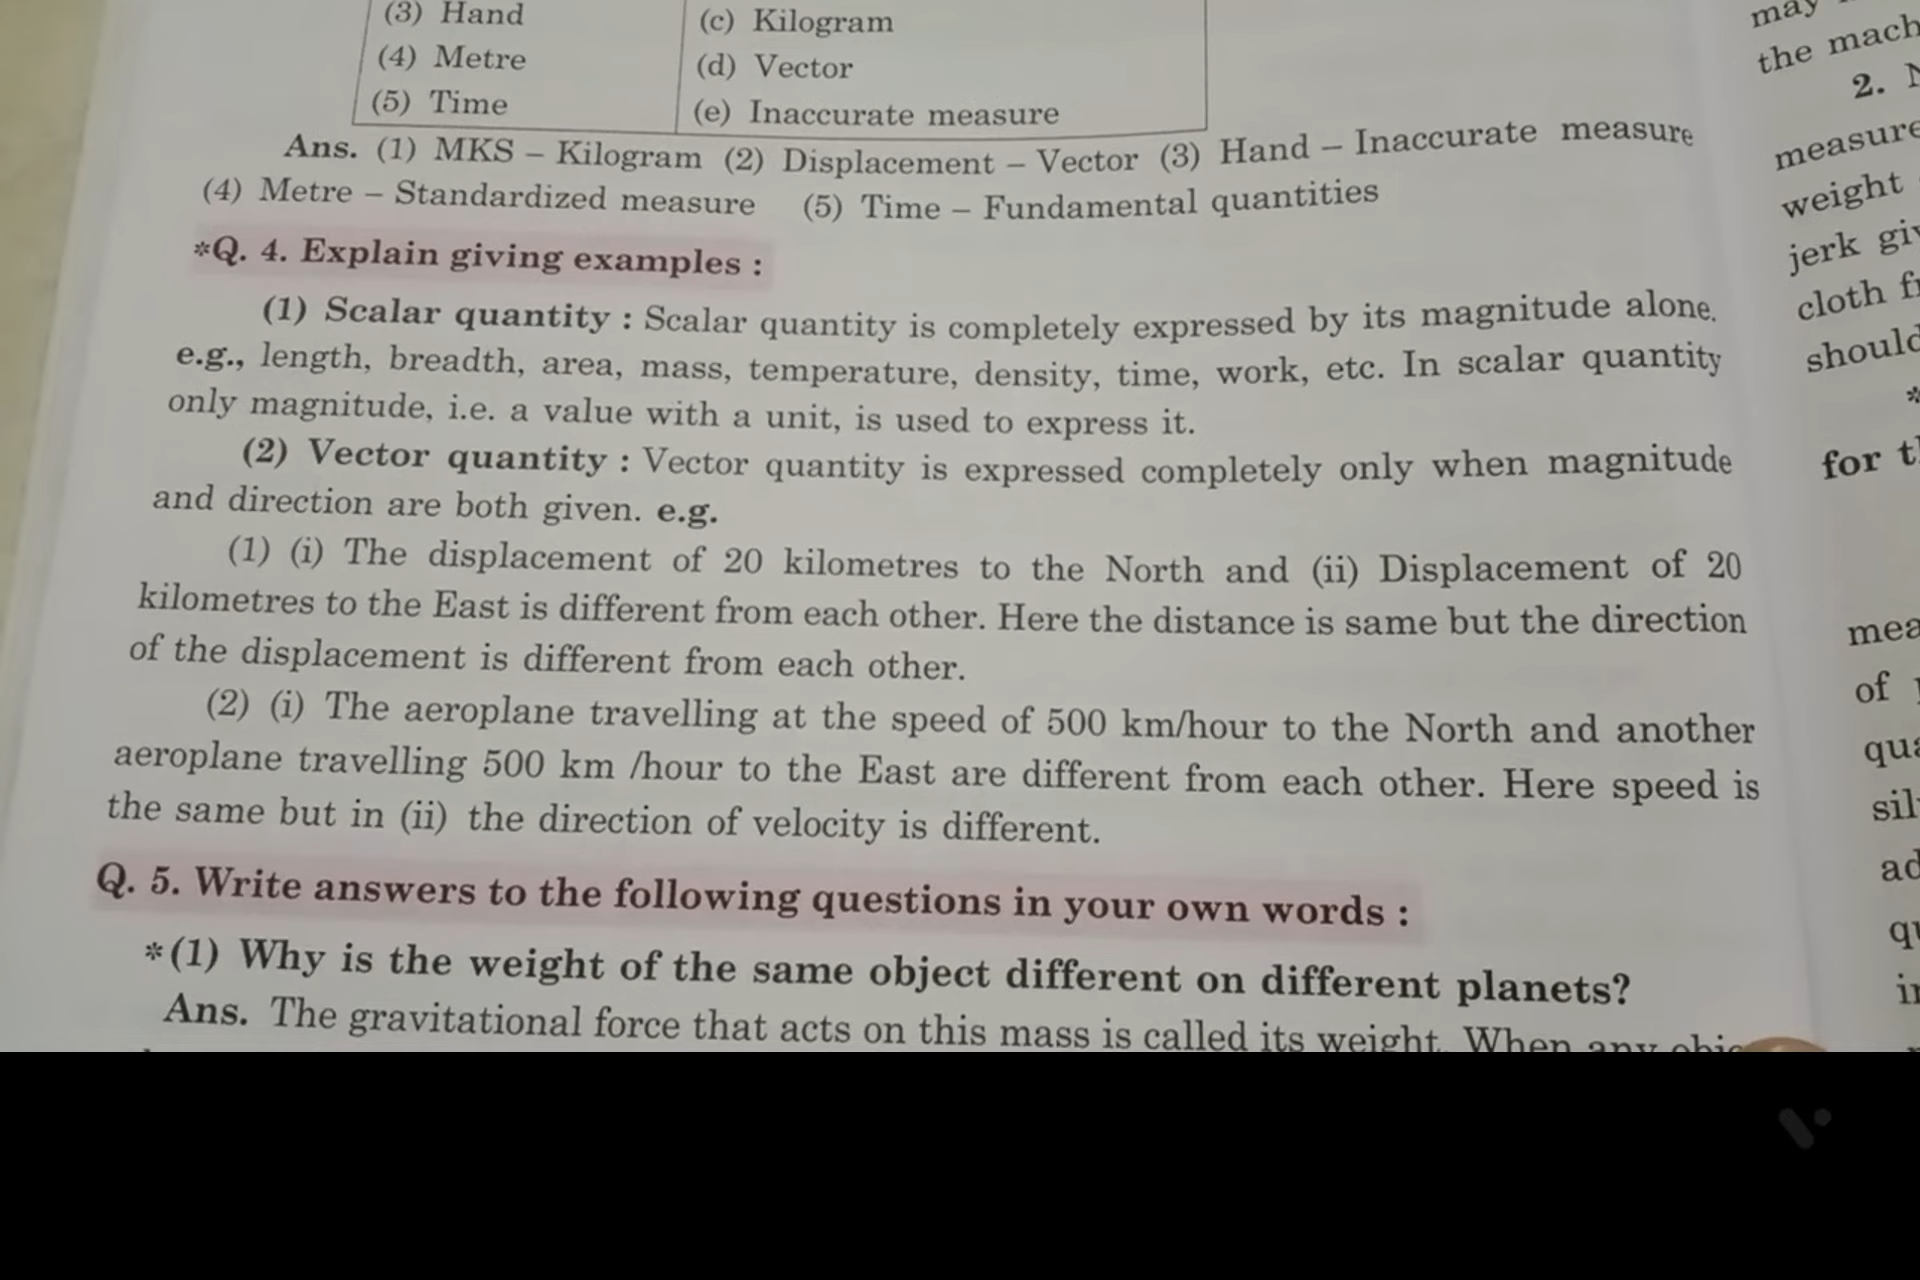 (3) Hand
(c) Kilogram
(4) Metre
(d) Vector
(5) Time
(e) Inaccurate measure
Ans. (1) MKS – Kilogram (2) Displacement – Vector (3) Hand – Inaccurate measure
(4) Metre – Standardized measure (5) Time – Fundamental quantities
*Q. 4. Explain giving examples :
(1) Scalar quantity : Scalar quantity is completely expressed by its magnitude alone.
e.g., length, breadth, area, mass, temperature, density, time, work, etc. In scalar quantity
only magnitude, i.e. a value with a unit, is used to express it.
(2) Vector quantity : Vector quantity is expressed completely only when magnitude
and direction are both given. e.g.
(1) (i) The displacement of 20 kilometres to the North and (ii) Displacement of 20
kilometres to the East is different from each other. Here the distance is same but the direction
of the displacement is different from each other.
(2) (i) The aeroplane travelling at the speed of 500 km/hour to the North and another
aeroplane travelling 500 km /hour to the East are different from each other. Here speed is
the same but in (ii) the direction of velocity is different.
Q. 5. Write answers to the following questions in your own words :
*(1) Why is the weight of the same object different on different planets?
Ans. The gravitational force that acts on this mass is called its weight. When any
may
the mach
2.
measure
weight
jerk giv
cloth
should
*
for
mea
of
qua
sil
ad